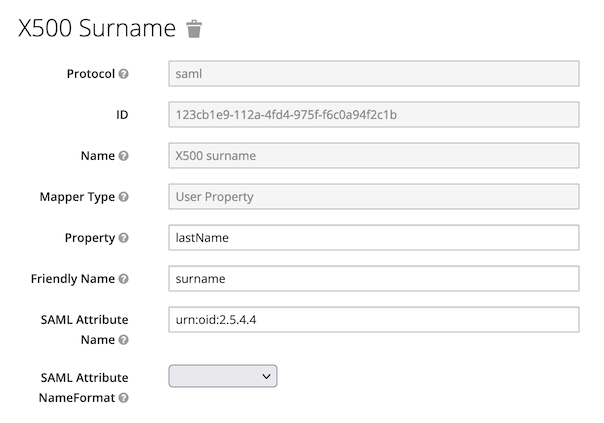 X500 Surname
Protocol
saml
ID
123cb1e9-112a-4fd4-975f-f6c0a94f2c1b
Name
X500 surname
Mapper Type
User Property
Property
lastName
Friendly Name
surname
SAML Attribute
Name
urn:oid:2.5.4.4
SAML Attribute
NameFormat